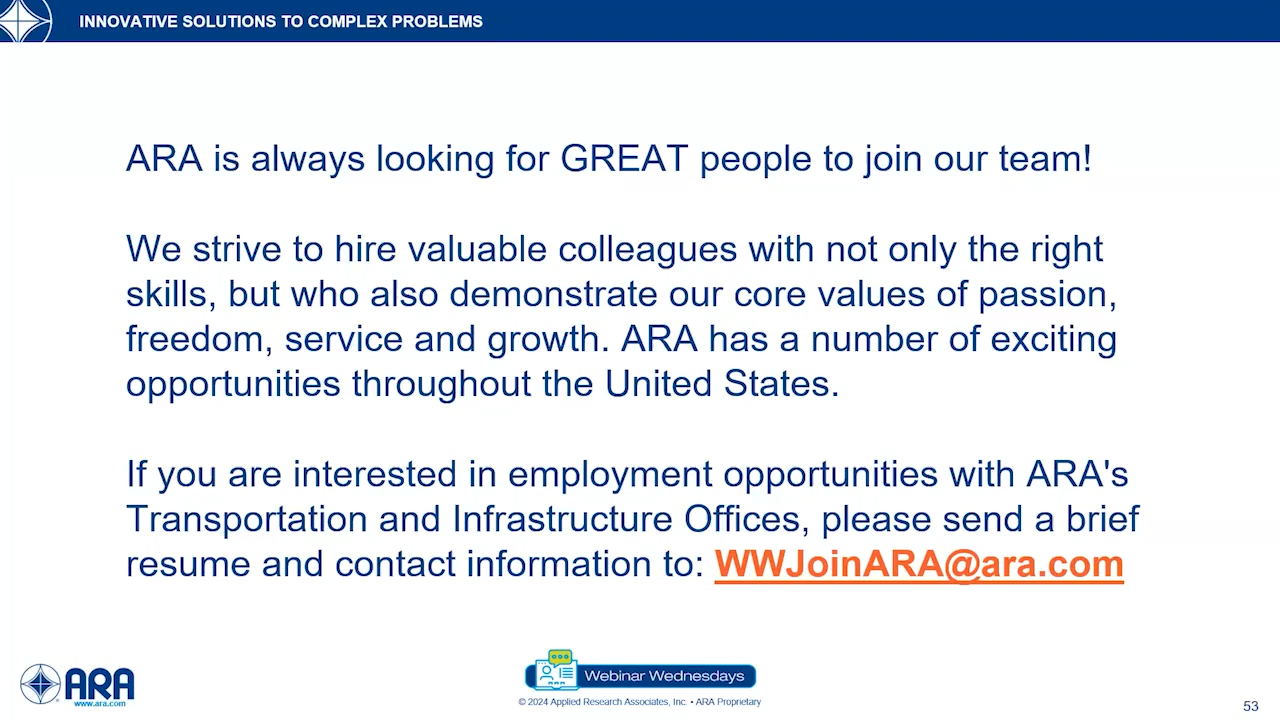 INNOVATIVE SOLUTIONS TO COMPLEX PROBLEMS
ARA is always looking for GREAT people to join our team!
We strive to hire valuable colleagues with not only the right
skills, but who also demonstrate our core values of passion,
freedom, service and growth. ARA has a number of exciting
opportunities throughout the United States.
If you are interested in employment opportunities with ARA's
Transportation and Infrastructure Offices, please send a brief
resume and contact information to: WWJoinARA@ara.com
ARA
www.ara.com
Webinar Wednesdays
© 2024 Applied Research Associates, Inc. • ARA Proprietary
53